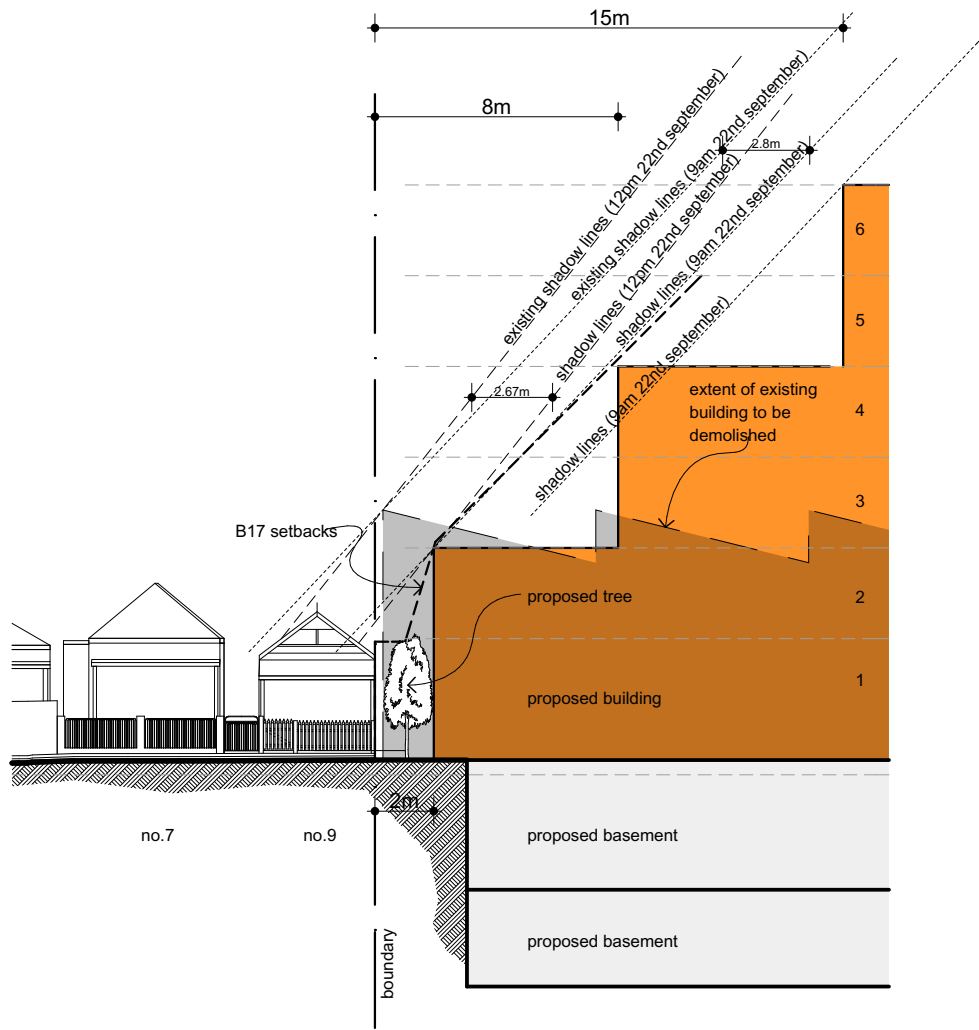 15m
8m
existing shadow lines (12pm 22nd september)
existing shadow lines (9am 22nd september)
shadow lines (12pm 22nd september)
shadow lines (9am 22nd september)
shadow lines (9am 22nd september)
2.8m
2.67m
6
5
4
3
2
1
extent of existing
building to be
demolished
B17 setbacks
proposed tree
proposed building
2m
no.7
no.9
proposed basement
proposed basement
boundary